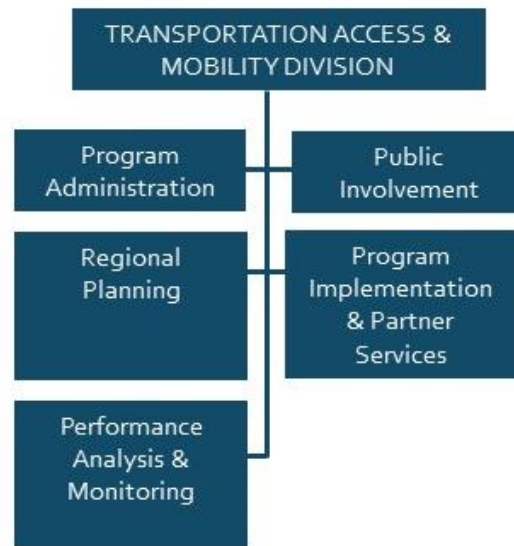 TRANSPORTATION ACCESS &
MOBILITY DIVISION
Program
Administration
Public
Involvement
Regional
Planning
Program
Implementation
& Partner
Services
Performance
Analysis &
Monitoring